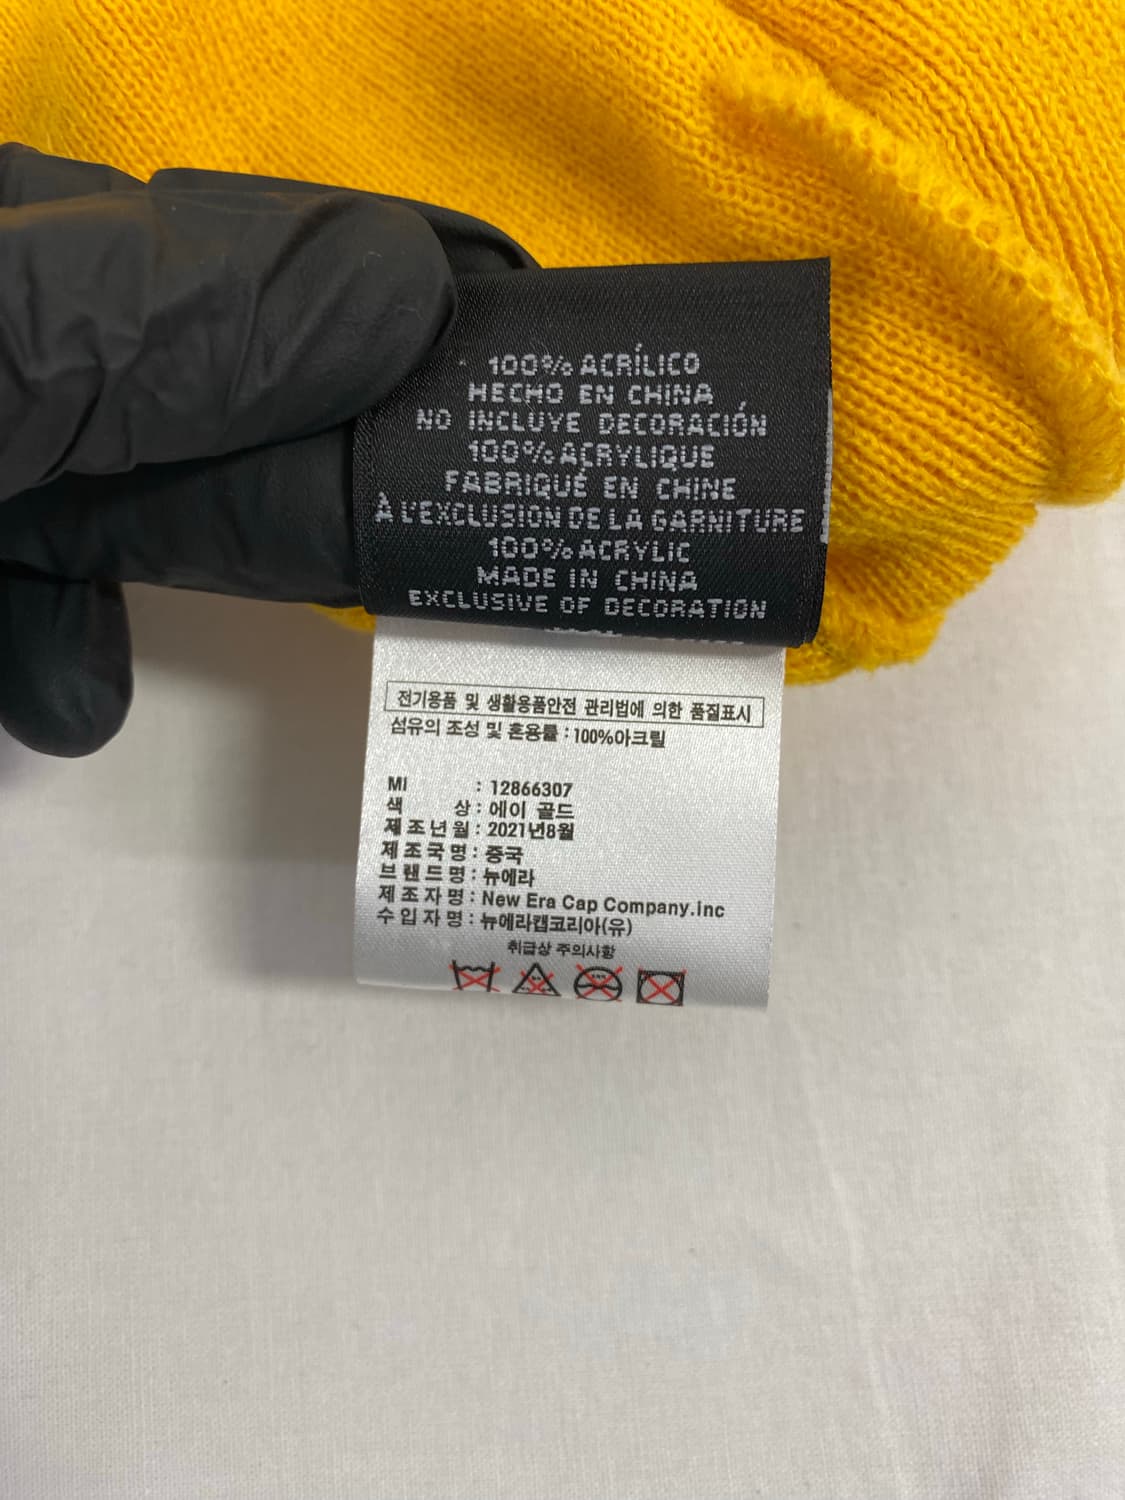 100% ACRÍLICO
HECHO EN CHINA
NO INCLUYE DECORACIÓN
100% ACRYLIQUE
FABRIQUÉ EN CHINE
À L'EXCLUSION DE LA GARNITURE
100% ACRYLIC
MADE IN CHINA
EXCLUSIVE OF DECORATION
전기용품 및 생활용품안전 관리법에 의한 품질표시
섬유의 조성 및 혼용률 : 100%아크릴
MI : 12866307
색 상 : 에이 골드
제조년월 : 2021년8월
제조국명 : 중국
브랜드명 : 뉴에라
제조자명 : New Era Cap Company.inc
수입자명 : 뉴에라캡코리아(유)
취급상 주의사항